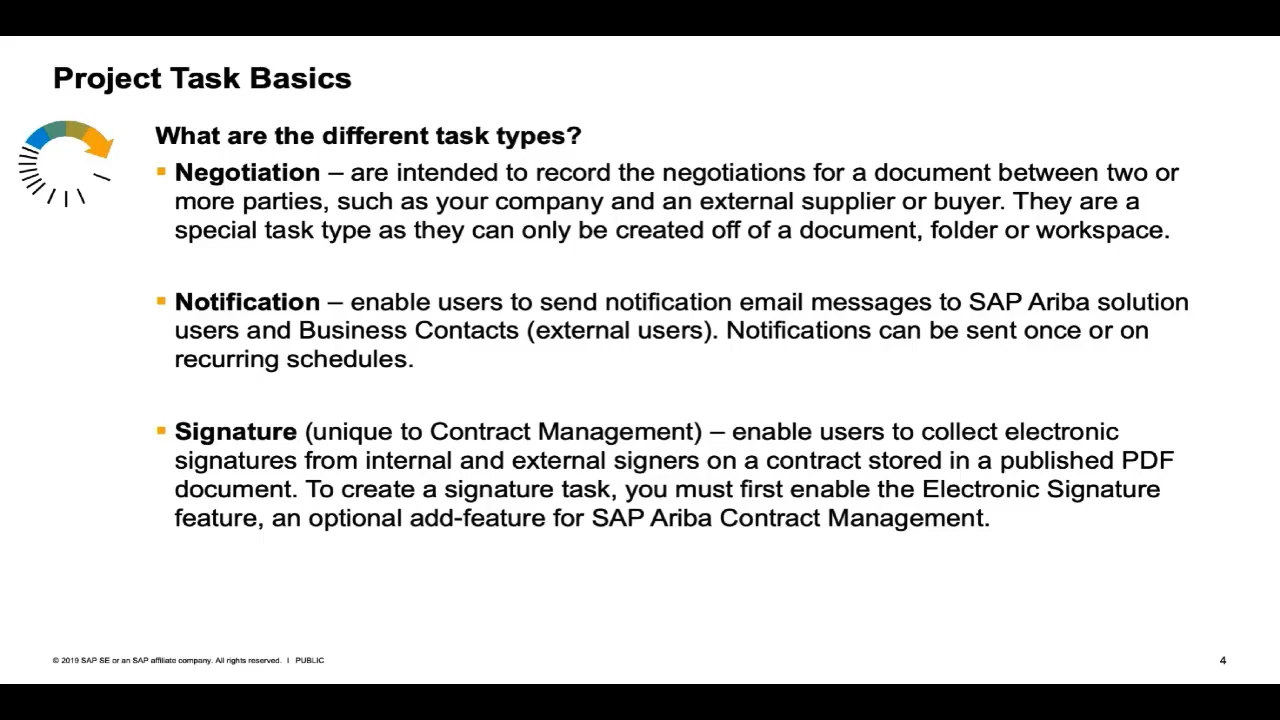 Project Task Basics
What are the different task types?
▪ Negotiation – are intended to record the negotiations for a document between two or
more parties, such as your company and an external supplier or buyer. They are a
special task type as they can only be created off of a document, folder or workspace.
▪ Notification – enable users to send notification email messages to SAP Ariba solution
users and Business Contacts (external users). Notifications can be sent once or on
recurring schedules.
▪ Signature (unique to Contract Management) – enable users to collect electronic
signatures from internal and external signers on a contract stored in a published PDF
document. To create a signature task, you must first enable the Electronic Signature
feature, an optional add-feature for SAP Ariba Contract Management.
© 2019 SAP SE or an SAP affiliate company. All rights reserved. I PUBLIC
4